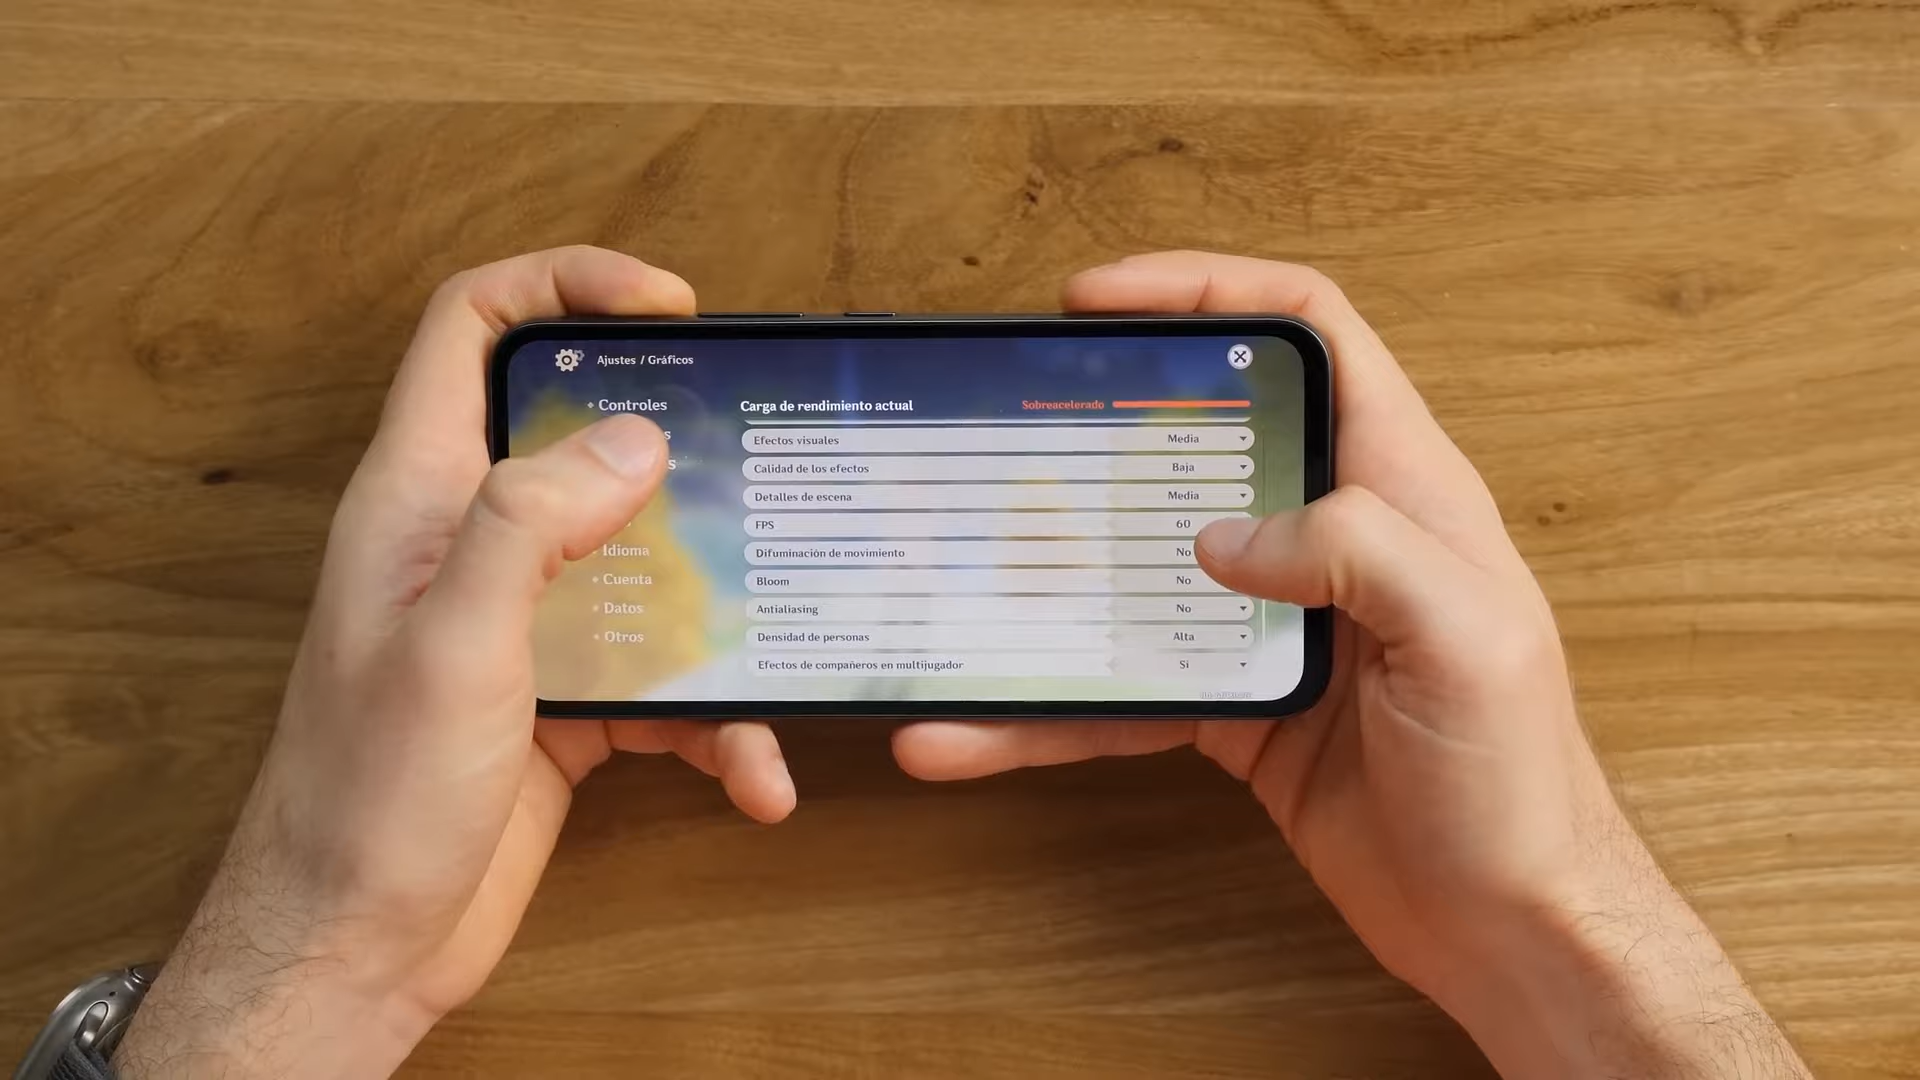 Ajustes / Gráficos
Controles
Idioma
Cuenta
Datos
Otros
Carga de rendimiento actual Sobreacelerado
Efectos visuales Media
Calidad de los efectos Baja
Detalles de escena Media
FPS 60
Difuminación de movimiento No
Bloom No
Antialiasing No
Densidad de personas Alta
Efectos de compañeros en multijugador Sí